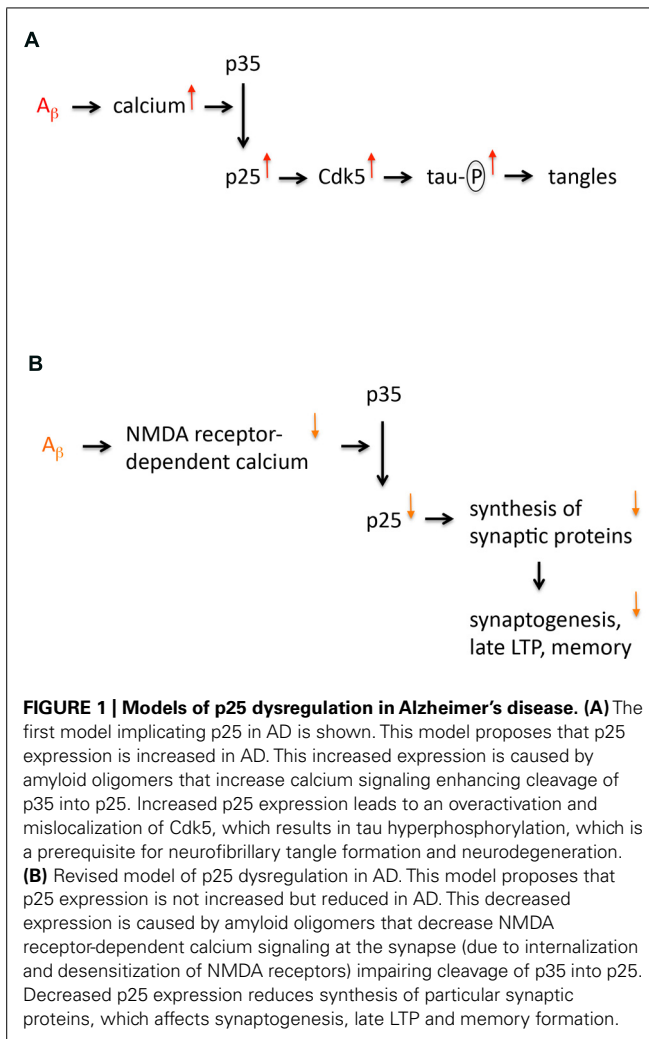 A
p35
Aβ → calcium ↑ →
p25 ↑ → Cdk5 ↑ → tau-Ⓟ ↑ → tangles
B
p35
Aβ → NMDA receptor- ↓ →
dependent calcium
p25 ↓ → synthesis of ↓
synaptic proteins
synaptogenesis, ↓
late LTP, memory
FIGURE 1 | Models of p25 dysregulation in Alzheimer's disease. (A) The
first model implicating p25 in AD is shown. This model proposes that p25
expression is increased in AD. This increased expression is caused by
amyloid oligomers that increase calcium signaling enhancing cleavage of
p35 into p25. Increased p25 expression leads to an overactivation and
mislocalization of Cdk5, which results in tau hyperphosphorylation, which is
a prerequisite for neurofibrillary tangle formation and neurodegeneration.
(B) Revised model of p25 dysregulation in AD. This model proposes that
p25 expression is not increased but reduced in AD. This decreased
expression is caused by amyloid oligomers that decrease NMDA
receptor-dependent calcium signaling at the synapse (due to internalization
and desensitization of NMDA receptors) impairing cleavage of p35 into p25.
Decreased p25 expression reduces synthesis of particular synaptic
proteins, which affects synaptogenesis, late LTP and memory formation.